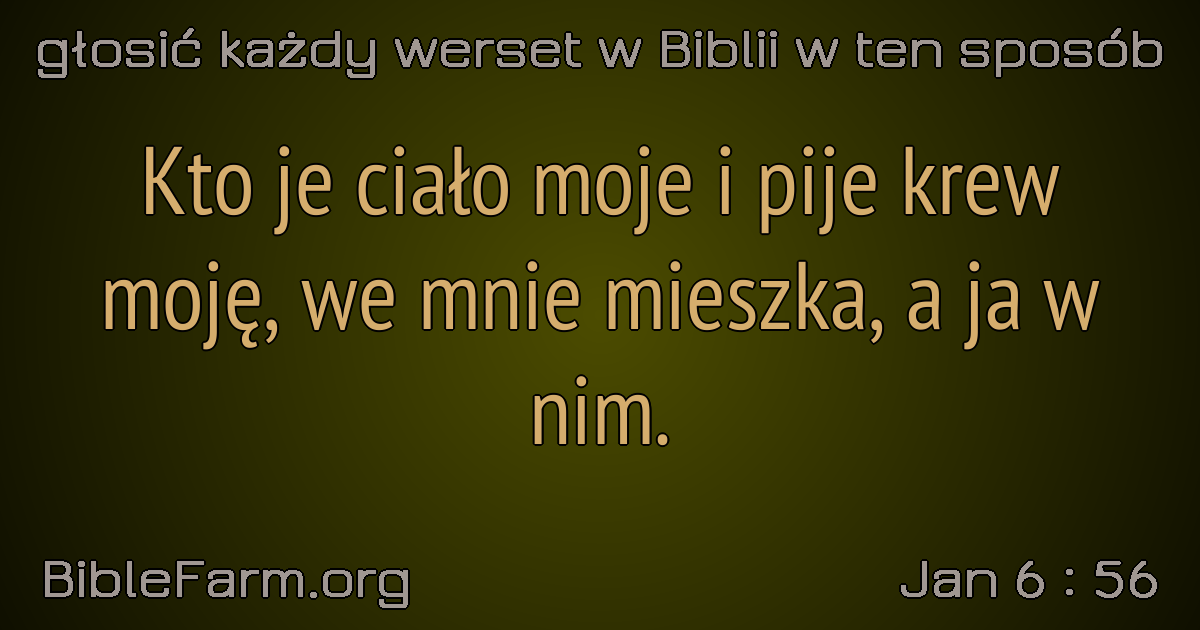 głosić każdy werset w Biblii w ten sposób
Kto je ciało moje i pije krew
moję, we mnie mieszka, a ja w
nim.
BibleFarm.org
Jan 6 : 56